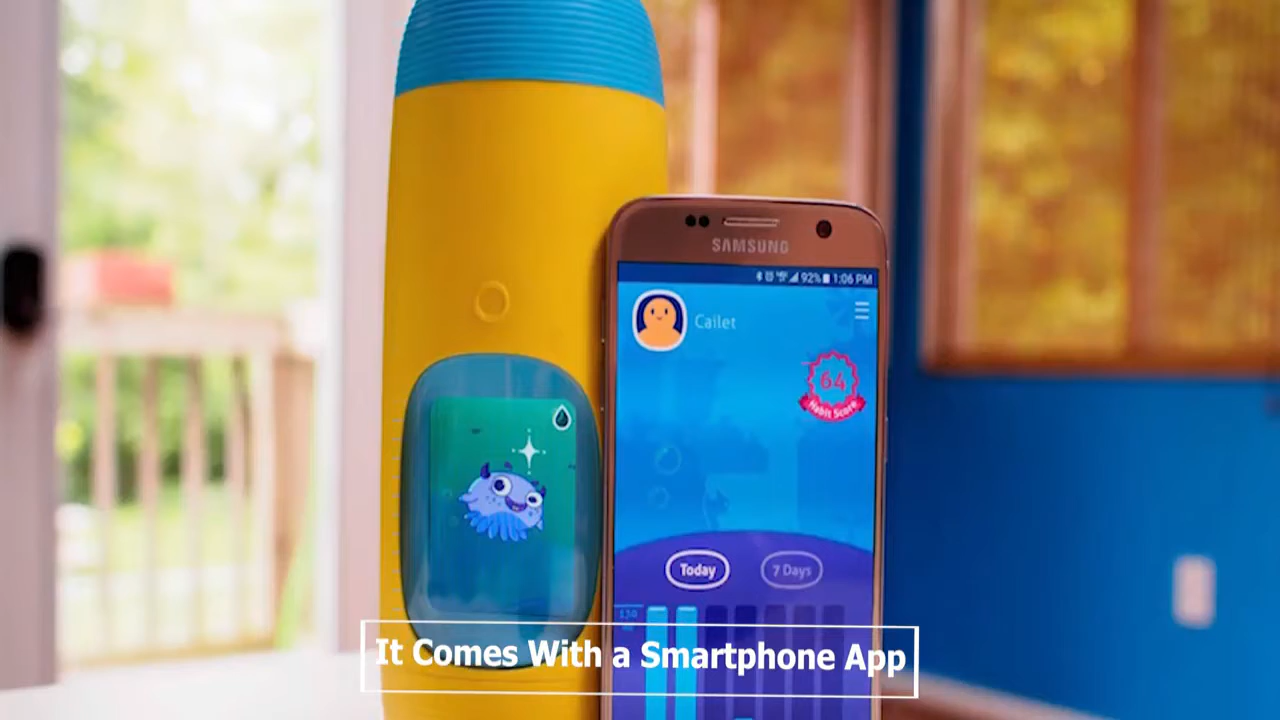 SAMSUNG
92% 1:06 PM
Cailet
64
Habit Score
Today
7 Days
It Comes With a Smartphone App